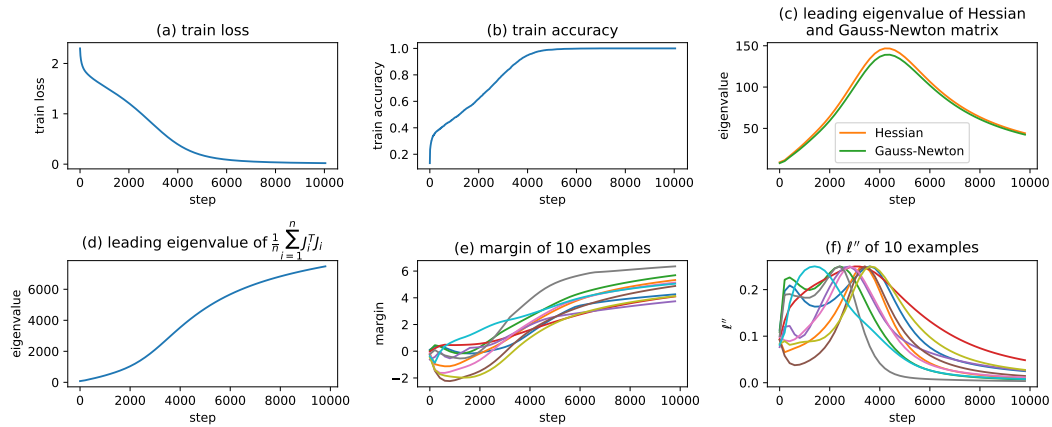 (a) train loss
train loss
2
1
0
0 2000 4000 6000 8000 10000
step
(b) train accuracy
train accuracy
1.0
0.8
0.6
0.4
0.2
0 2000 4000 6000 8000 10000
step
(c) leading eigenvalue of Hessian
and Gauss-Newton matrix
eigenvalue
150
100
50
Hessian
Gauss-Newton
0 2000 4000 6000 8000 10000
step
(d) leading eigenvalue of $\frac{1}{n}\sum_{i=1}^{n} J_i^T J_i$
eigenvalue
6000
4000
2000
0
0 2000 4000 6000 8000 10000
step
(e) margin of 10 examples
margin
6
4
2
0
−2
0 2000 4000 6000 8000 10000
step
(f) ℓ′′ of 10 examples
ℓ′′
0.2
0.1
0.0
0 2000 4000 6000 8000 10000
step